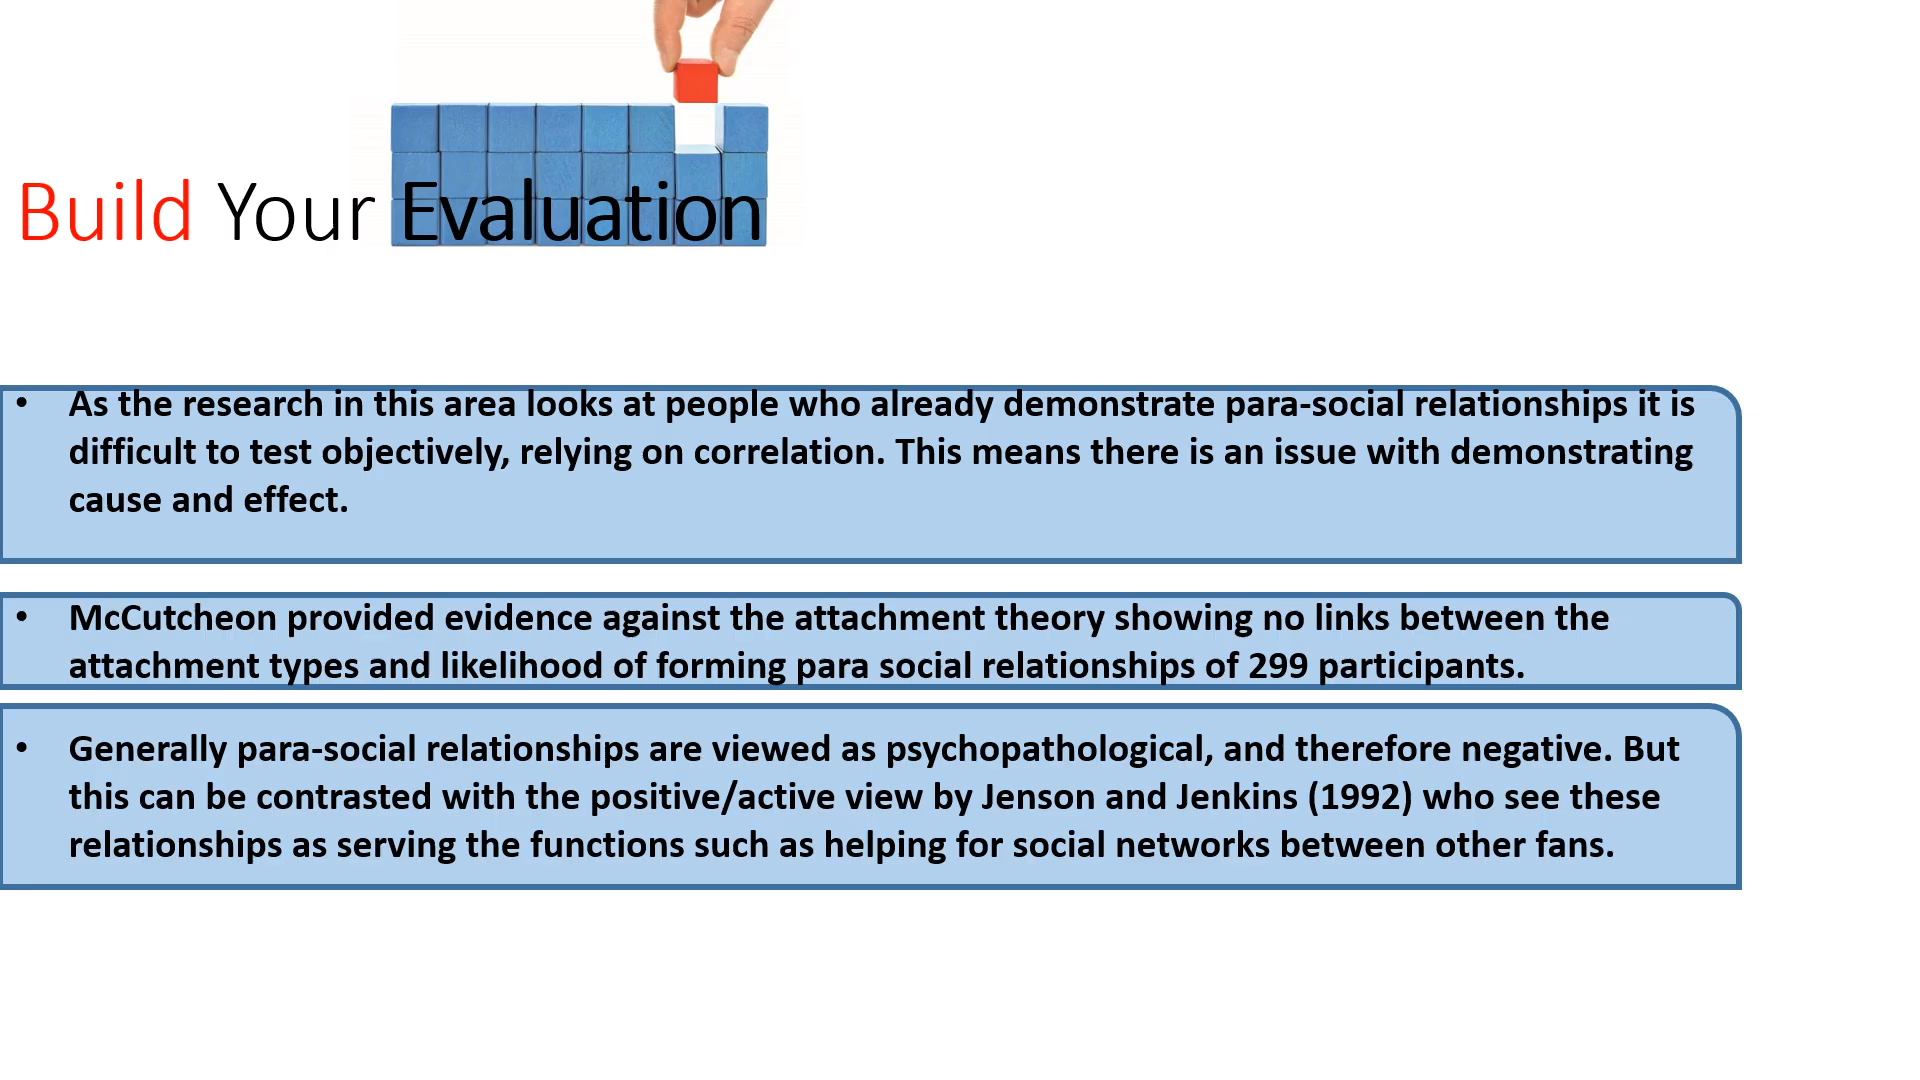 Build Your Evaluation
• As the research in this area looks at people who already demonstrate para-social relationships it is
difficult to test objectively, relying on correlation. This means there is an issue with demonstrating
cause and effect.
• McCutcheon provided evidence against the attachment theory showing no links between the
attachment types and likelihood of forming para social relationships of 299 participants.
• Generally para-social relationships are viewed as psychopathological, and therefore negative. But
this can be contrasted with the positive/active view by Jenson and Jenkins (1992) who see these
relationships as serving the functions such as helping for social networks between other fans.